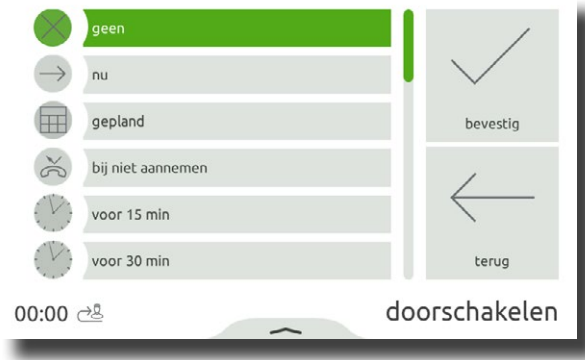 geen
nu
gepland
bij niet aannemen
voor 15 min
voor 30 min
bevestig
terug
00:00
doorschakelen